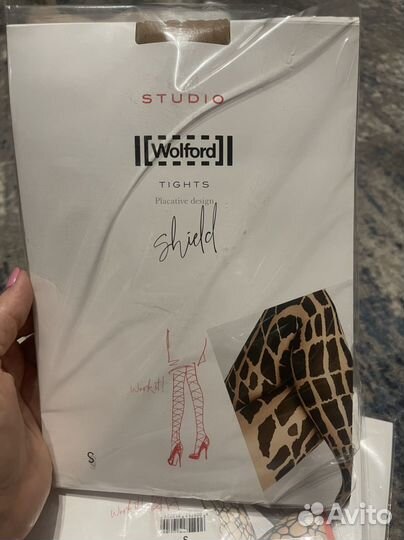 STUDIO
Wolford
TIGHTS
Placative design
Shield
Work it!
S
S
Avito